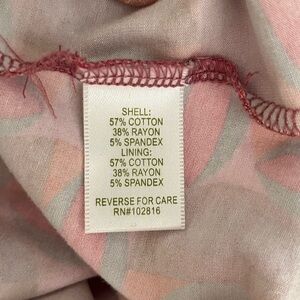 SHELL:
57% COTTON
38% RAYON
5% SPANDEX
LINING:
57% COTTON
38% RAYON
5% SPANDEX
REVERSE FOR CARE
RN#102816